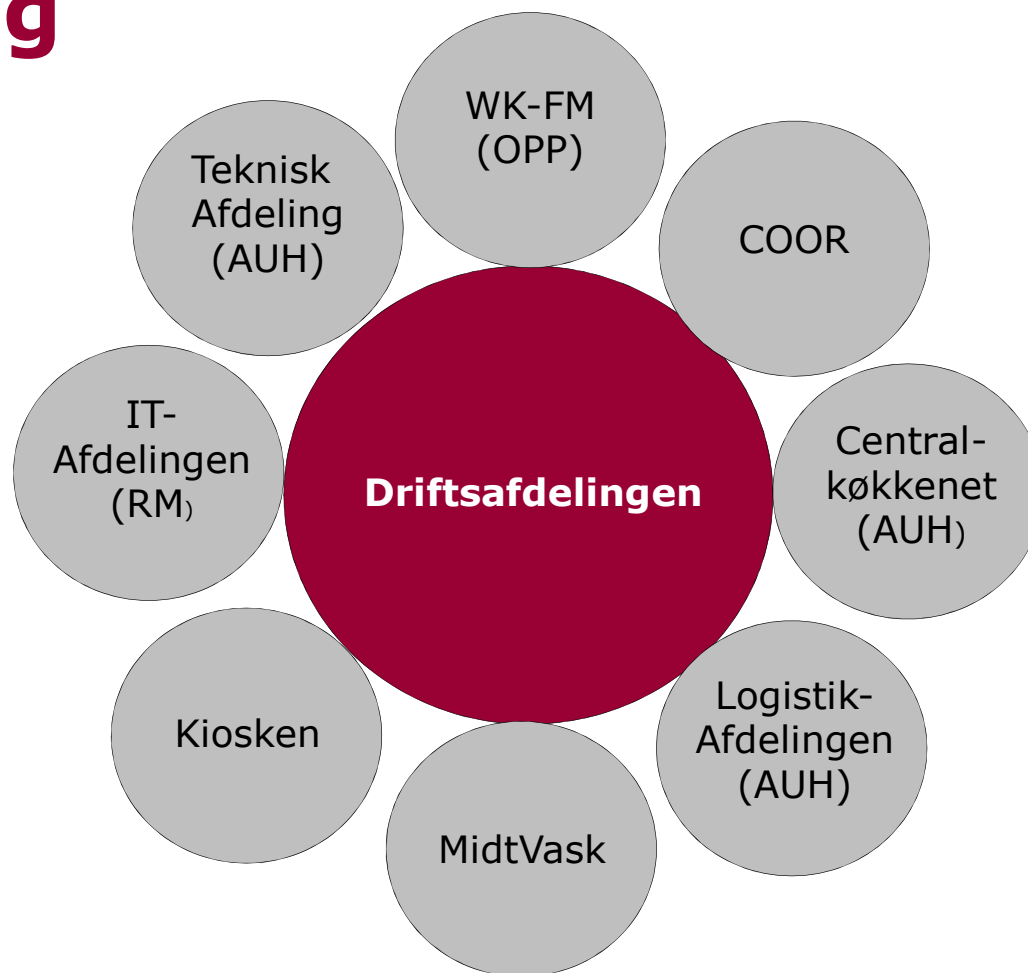 g
WK-FM
(OPP)
Teknisk
Afdeling
(AUH)
COOR
IT-
Afdelingen
(RM)
Driftsafdelingen
Central-
køkkenet
(AUH)
Kiosken
Logistik-
Afdelingen
(AUH)
MidtVask